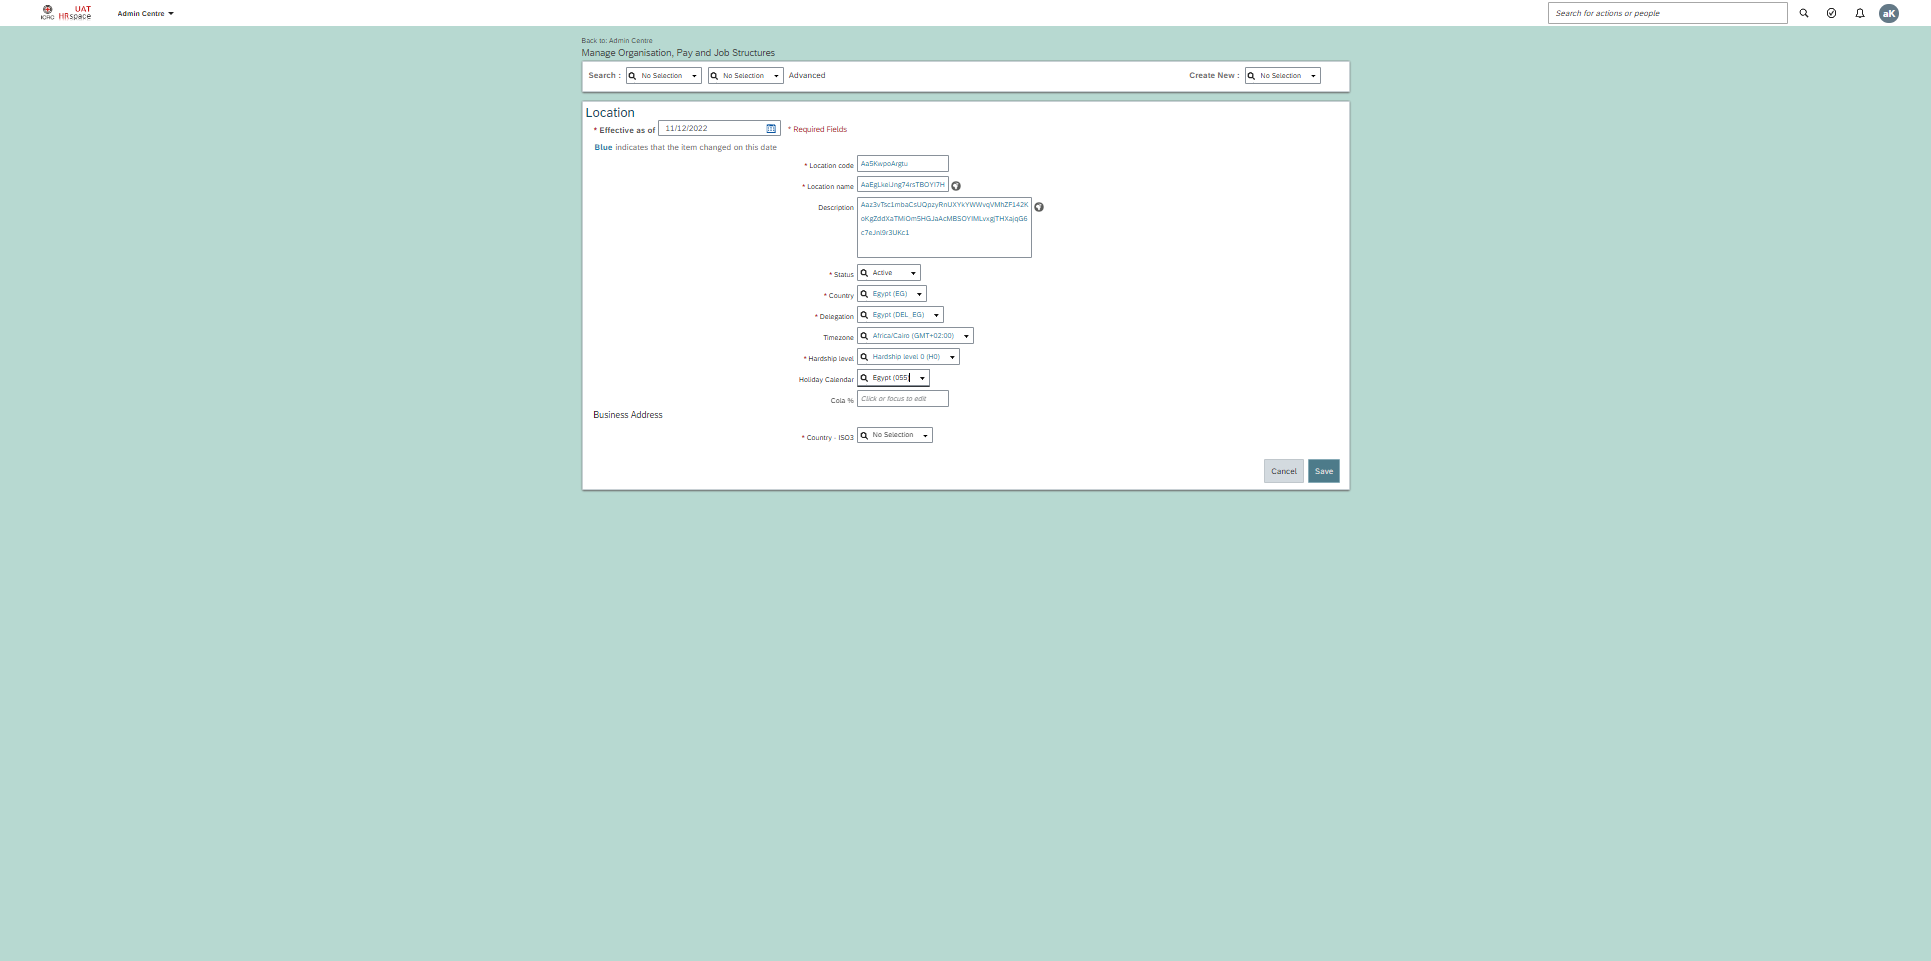 ICRC
UAT
HRspace
Admin Centre
Search for actions or people
aK
Back to: Admin Centre
Manage Organisation, Pay and Job Structures
Search : No Selection No Selection Advanced
Create New : No Selection
Location
* Effective as of 11/12/2022 * Required Fields
Blue indicates that the item changed on this date
* Location code
* Location name
Description
* Status Active
* Country Egypt (EG)
* Delegation Egypt (DEL_EG)
Timezone Africa/Cairo (GMT+02:00)
* Hardship level Hardship level 0 (H0)
Holiday Calendar Egypt (055
Cola % Click or focus to edit
Business Address
* Country - ISO3 No Selection
Cancel Save